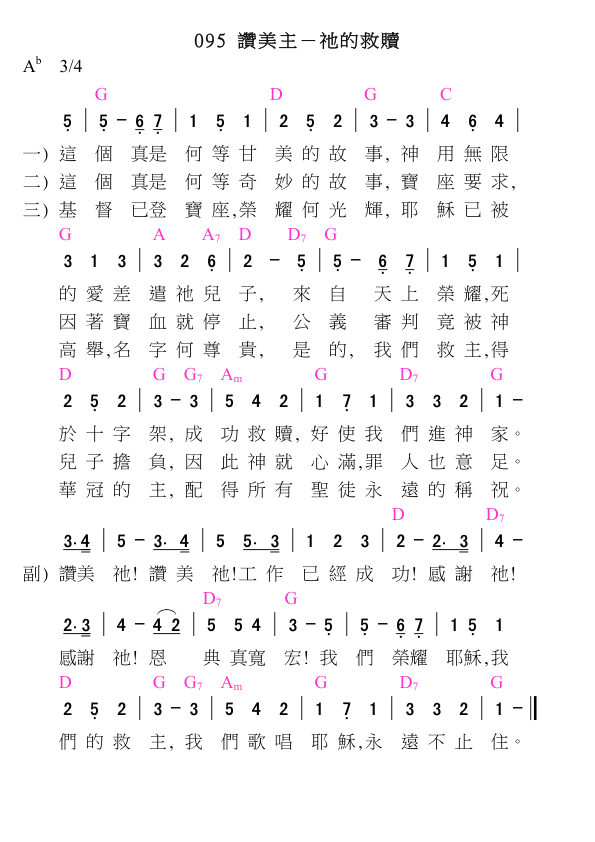 095 讚美主－祂的救贖
A♭ 3/4
G D G C
5̣ | 5̣ – 6̣ 7̣ | 1 5̣ 1 | 2 5̣ 2 | 3 – 3 | 4 6̣ 4 |
一) 這 個 真是 何 等 甘 美 的 故 事, 神 用 無 限
二) 這 個 真是 何 等 奇 妙 的 故 事, 寶 座 要 求,
三) 基 督 已登 寶 座,榮 耀 何 光 輝, 耶 穌 已 被
G A A7 D D7 G
3 1 3 | 3 2 6̣ | 2 – 5̣ | 5̣ – 6̣ 7̣ | 1 5̣ 1 |
的 愛 差 遣 祂 兒 子, 來 自 天 上 榮 耀,死
因 著 寶 血 就 停 止, 公 義 審 判 竟 被 神
高 舉,名 字 何 尊 貴, 是 的, 我 們 救 主,得
D G G7 Am G D7 G
2 5̣ 2 | 3 – 3 | 5 4 2 | 1 7̣ 1 | 3 3 2 | 1 –
於 十 字 架, 成 功 救 贖, 好 使 我 們 進 神 家。
兒 子 擔 負, 因 此 神 就 心 滿,罪 人 也 意 足。
華 冠 的 主, 配 得 所 有 聖 徒 永 遠 的 稱 祝。
D D7
3. 4 | 5 – 3. 4 | 5 5. 3 | 1 2 3 | 2 – 2. 3 | 4 –
副) 讚美 祂! 讚 美 祂!工 作 已 經 成 功! 感 謝 祂!
D7 G
2. 3 | 4 – 4 2 | 5 5 4 | 3 – 5̣ | 5̣ – 6̣ 7̣ | 1 5̣ 1
感謝 祂! 恩 典 真寬 宏! 我 們 榮耀 耶穌,我
D G G7 Am G D7 G
2 5̣ 2 | 3 – 3 | 5 4 2 | 1 7̣ 1 | 3 3 2 | 1 – ‖
們 的 救 主, 我 們 歌 唱 耶 穌,永 遠 不 止 住。